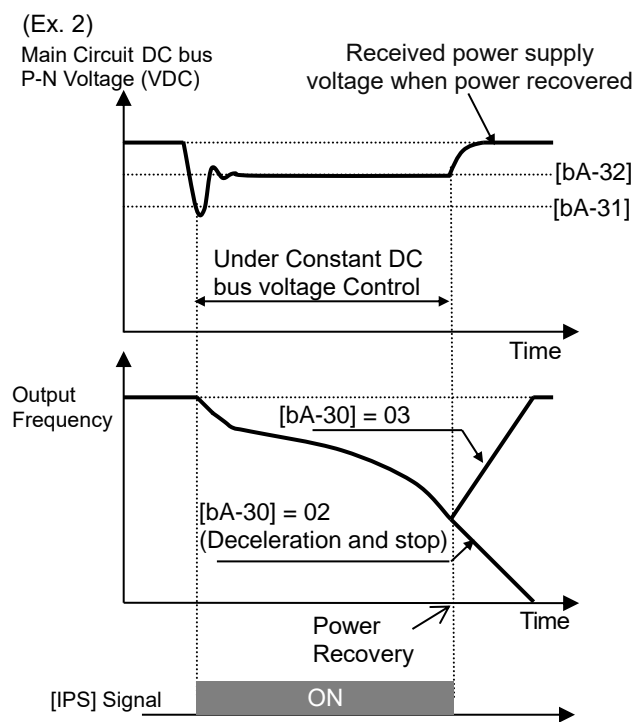 (Ex. 2)
Main Circuit DC bus
P-N Voltage (VDC)
Received power supply
voltage when power recovered
[bA-32]
[bA-31]
Under Constant DC
bus voltage Control
Time
Output
Frequency
[bA-30] = 03
[bA-30] = 02
(Deceleration and stop)
Time
Power
Recovery
[IPS] Signal
ON